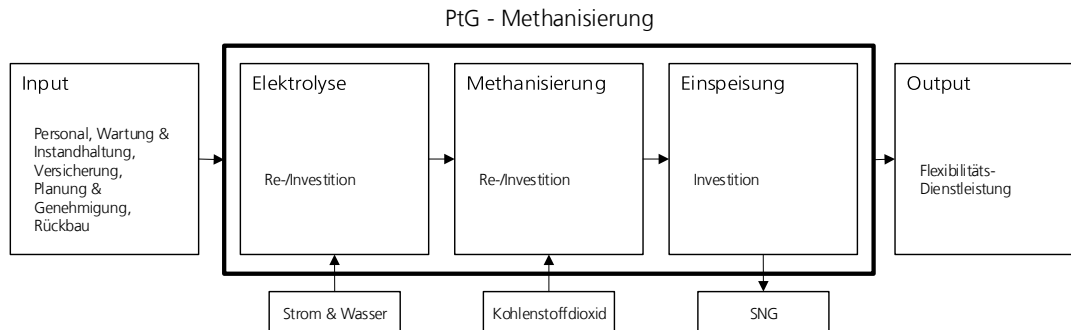 PtG - Methanisierung
Input
Personal, Wartung &
Instandhaltung,
Versicherung,
Planung &
Genehmigung,
Rückbau
Elektrolyse
Re-/Investition
Methanisierung
Re-/Investition
Einspeisung
Investition
Output
Flexibilitäts-
Dienstleistung
Strom & Wasser
Kohlenstoffdioxid
SNG